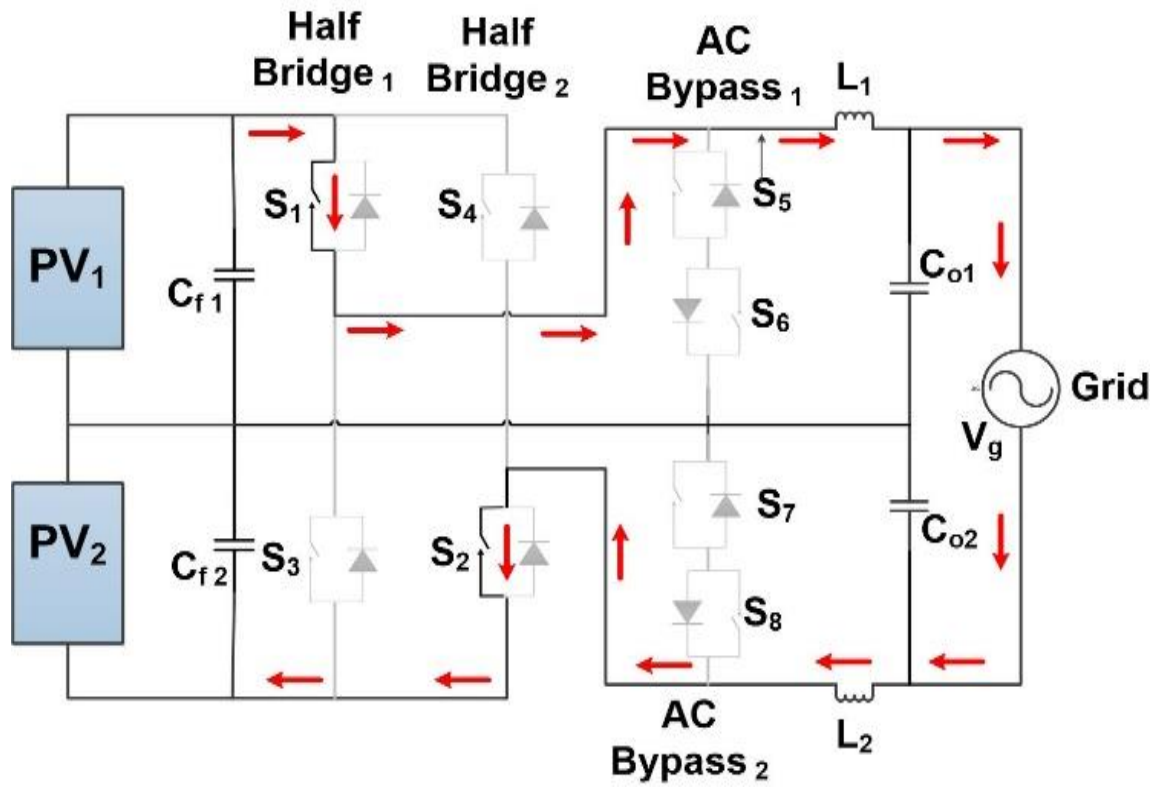 Half
Bridge 1
Half
Bridge 2
AC
Bypass 1
L1
S1
S4
S5
PV1
Cf 1
S6
Co1
Grid
Vg
PV2
Cf 2
S3
S2
S7
Co2
S8
AC
Bypass 2
L2